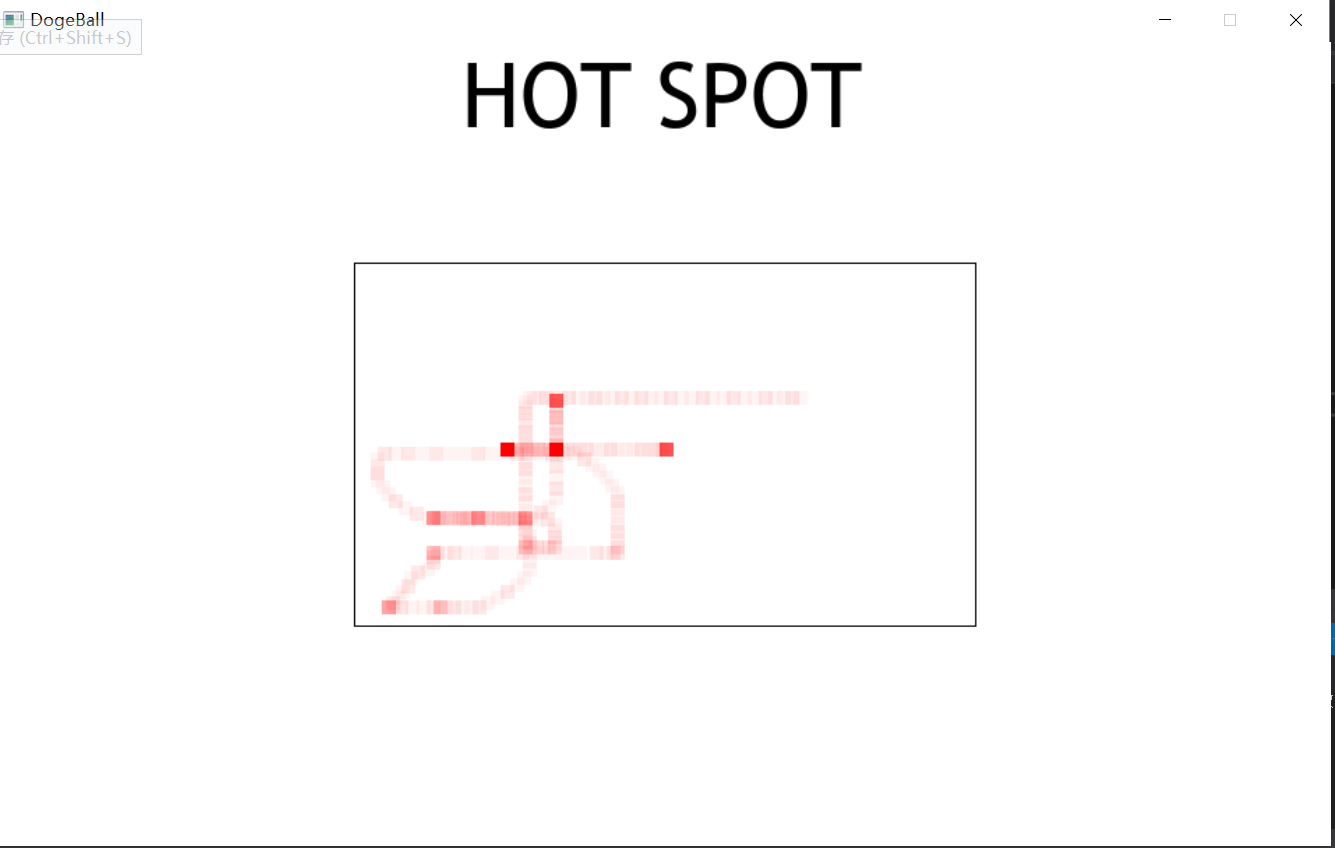 DogeBall
存 (Ctrl+Shift+S)
HOT SPOT